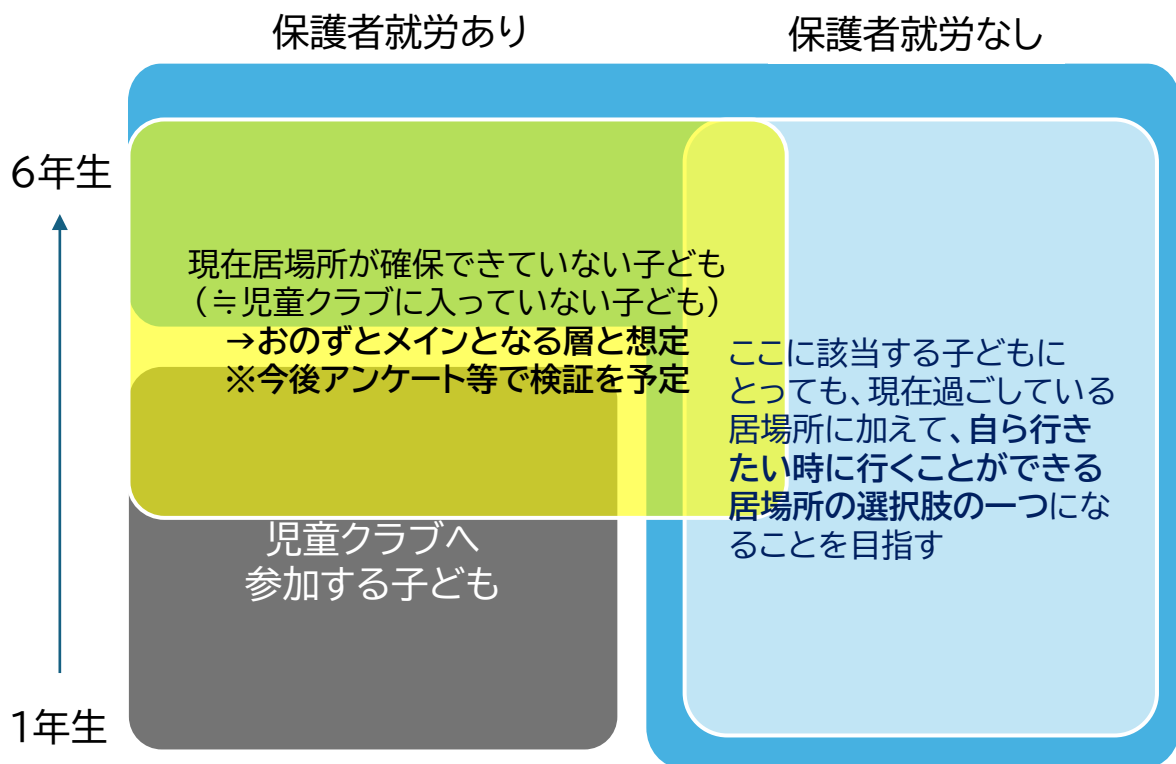 保護者就労あり
保護者就労なし
6年生
現在居場所が確保できていない子ども
（≒児童クラブに入っていない子ども）
→おのずとメインとなる層と想定
※今後アンケート等で検証を予定
ここに該当する子どもに
とっても、現在過ごしている
居場所に加えて、自ら行き
たい時に行くことができる
居場所の選択肢の一つにな
ることを目指す
児童クラブへ
参加する子ども
1年生